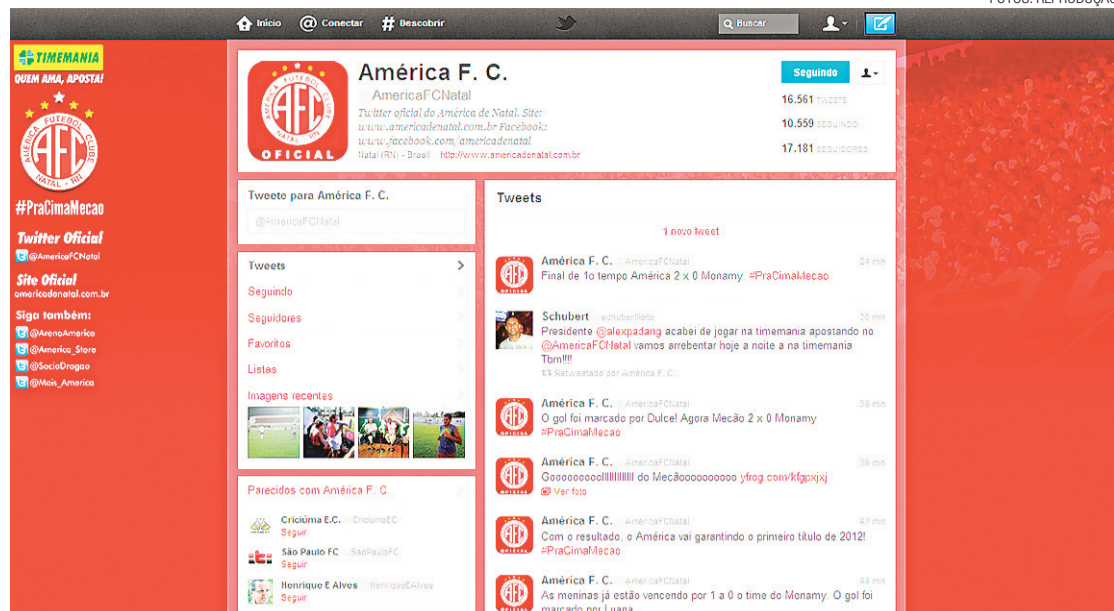 FOTOS: REPRODUÇÃO
Início @ Conectar # Descobrir
Buscar
TIMEMANIA
QUEM AMA, APOSTA!
AMÉRICA FUTEBOL CLUBE
AFC
NATAL - RN
#PraCimaMecao
Twitter Oficial
@AmericaFCNatal
Site Oficial
americadenatal.com.br
Siga também:
@ArenaAmerica
@America_Store
@SocioDragao
@Mais_America
AMÉRICA FUTEBOL CLUBE
AFC
NATAL - RN
OFICIAL
América F. C.
@AmericaFCNatal
Twitter oficial do América de Natal. Site:
www.americadenatal.com.br Facebook:
www.facebook.com/americadenatal
Natal (RN) - Brasil http://www.americadenatal.com.br
Seguindo
16.561 TWEETS
10.559 SEGUINDO
17.181 SEGUIDORES
Tweete para América F. C.
@AmericaFCNatal
Tweets
Seguindo
Seguidores
Favoritos
Listas
Imagens recentes
Parecidos com América F. C.
Criciúma E.C. CriciumaEC
Seguir
São Paulo FC SaoPauloFC
Seguir
Henrique E Alves HenriqueEAlves
Seguir
Tweets
1 novo tweet
América F. C. AmericaFCNatal 24 min
Final de 1o tempo América 2 x 0 Monamy. #PraCimaMecao
Schubert
Presidente @alexpadang acabei de jogar na timemania apostando no
@AmericaFCNatal vamos arrebentar hoje a noite a na timemania
Tbm!!!!
Retweetado por América F. C.
América F. C. AmericaFCNatal 38 min
O gol foi marcado por Dulce! Agora Mecão 2 x 0 Monamy
#PraCimaMecao
América F. C. AmericaFCNatal 39 min
do Mecãooooooooooo yfrog.com/kfgpxjxj
Ver foto
América F. C. AmericaFCNatal 43 min
Com o resultado, o América vai garantindo o primeiro título de 2012!
#PraCimaMecao
América F. C. AmericaFCNatal 44 min
As meninas já estão vencendo por 1 a 0 o time do Monamy. O gol foi
marcado por Luana